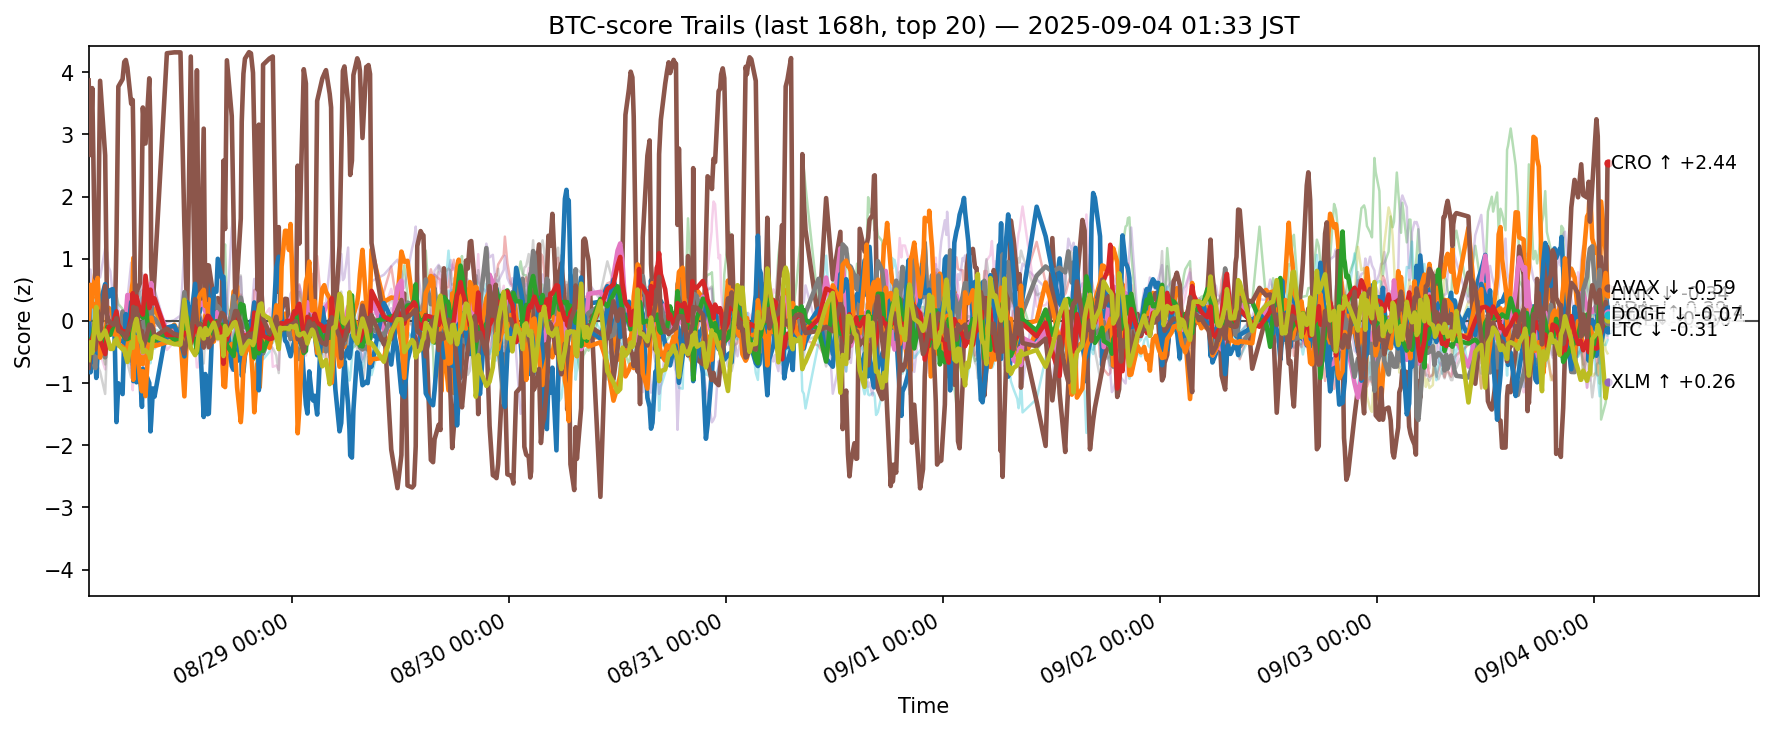 BTC-score Trails (last 168h, top 20) — 2025-09-04 01:33 JST
Score (z)
4
3
2
1
0
−1
−2
−3
−4
CRO ↑ +2.44
AVAX ↓ -0.59
DOGE ↓ -0.07
LTC ↓ -0.31
XLM ↑ +0.26
08/29 00:00
08/30 00:00
08/31 00:00
09/01 00:00
09/02 00:00
09/03 00:00
09/04 00:00
Time